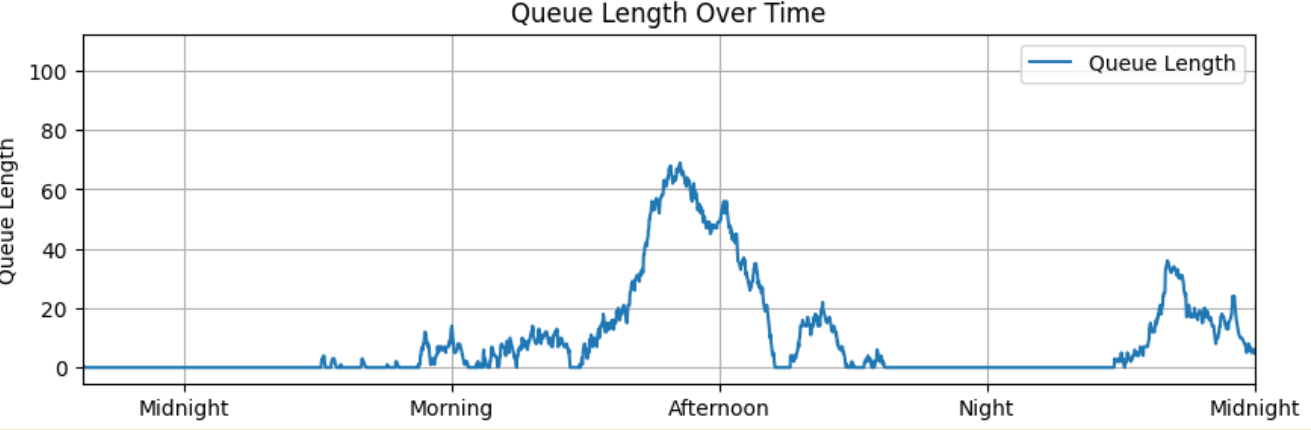 Queue Length Over Time
Queue Length
100
80
60
40
20
0
Queue Length
Midnight
Morning
Afternoon
Night
Midnight